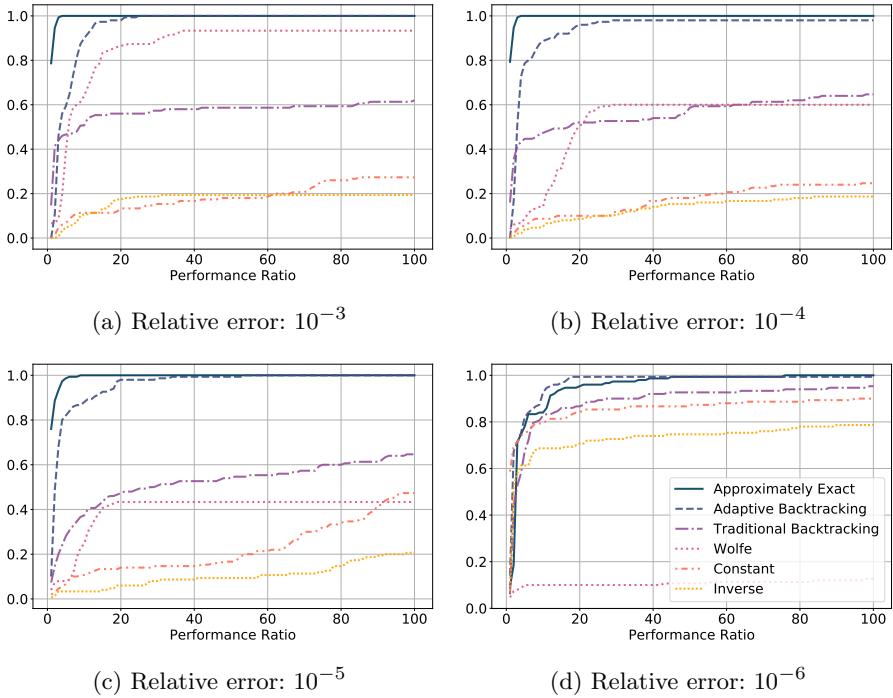 1.0
0.8
0.6
0.4
0.2
0.0
0 20 40 60 80 100
Performance Ratio
(a) Relative error: 10⁻³
1.0
0.8
0.6
0.4
0.2
0.0
0 20 40 60 80 100
Performance Ratio
(b) Relative error: 10⁻⁴
1.0
0.8
0.6
0.4
0.2
0.0
0 20 40 60 80 100
Performance Ratio
(c) Relative error: 10⁻⁵
1.0
0.8
0.6
0.4
0.2
0.0
Approximately Exact
Adaptive Backtracking
Traditional Backtracking
Wolfe
Constant
Inverse
0 20 40 60 80 100
Performance Ratio
(d) Relative error: 10⁻⁶